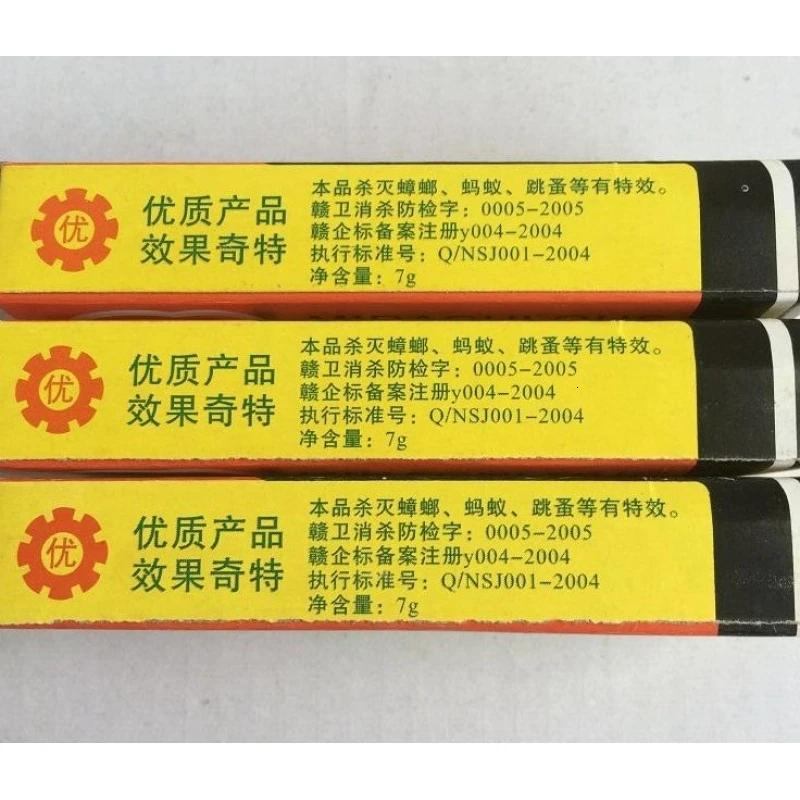 优
优质产品
效果奇特
本品杀灭蟑螂、蚂蚁、跳蚤等有特效。
赣卫消杀防检字：0005-2005
赣企标备案注册y004-2004
执行标准号：Q/NSJ001-2004
净含量：7g
优
优质产品
效果奇特
本品杀灭蟑螂、蚂蚁、跳蚤等有特效。
赣卫消杀防检字：0005-2005
赣企标备案注册y004-2004
执行标准号：Q/NSJ001-2004
净含量：7g
优
优质产品
效果奇特
本品杀灭蟑螂、蚂蚁、跳蚤等有特效。
赣卫消杀防检字：0005-2005
赣企标备案注册y004-2004
执行标准号：Q/NSJ001-2004
净含量：7g